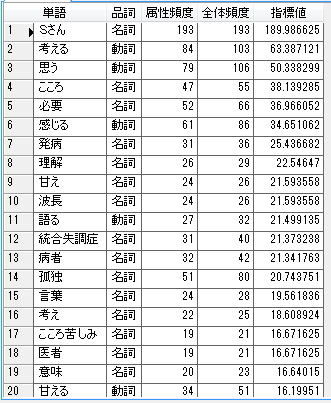 単語 品詞 属性頻度 全体頻度 指標値
1 Sさん 名詞 193 193 189.986625
2 考える 動詞 84 103 63.387121
3 思う 動詞 79 106 50.338299
4 こころ 名詞 47 55 38.139285
5 必要 名詞 52 66 36.966052
6 感じる 動詞 61 86 34.651062
7 発病 名詞 31 36 25.436682
8 理解 名詞 26 29 22.54647
9 甘え 名詞 24 26 21.593558
10 波長 名詞 24 26 21.593558
11 語る 動詞 27 32 21.499135
12 統合失調症 名詞 31 40 21.373238
13 病者 名詞 32 42 21.341763
14 孤独 名詞 51 80 20.743751
15 言葉 名詞 24 28 19.561836
16 考え 名詞 22 25 18.608924
17 こころ苦しみ 名詞 19 21 16.671625
18 医者 名詞 19 21 16.671625
19 意味 名詞 20 23 16.64015
20 甘える 動詞 34 51 16.19951